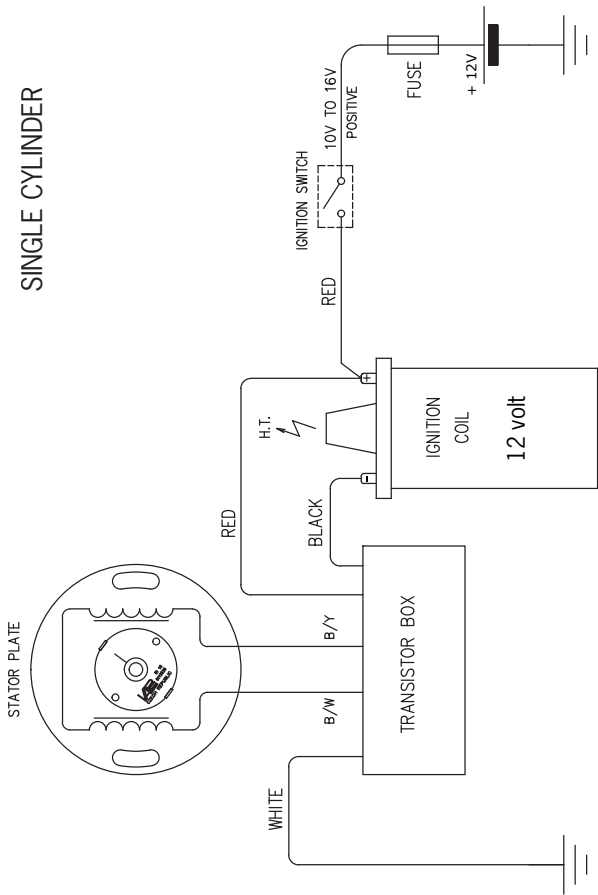 SINGLE CYLINDER
STATOR PLATE
RED
H.T.
BLACK
B/Y
B/W
WHITE
TRANSISTOR BOX
- +
IGNITION
COIL
12 volt
RED
IGNITION SWITCH
10V TO 16V
POSITIVE
FUSE
+ 12V